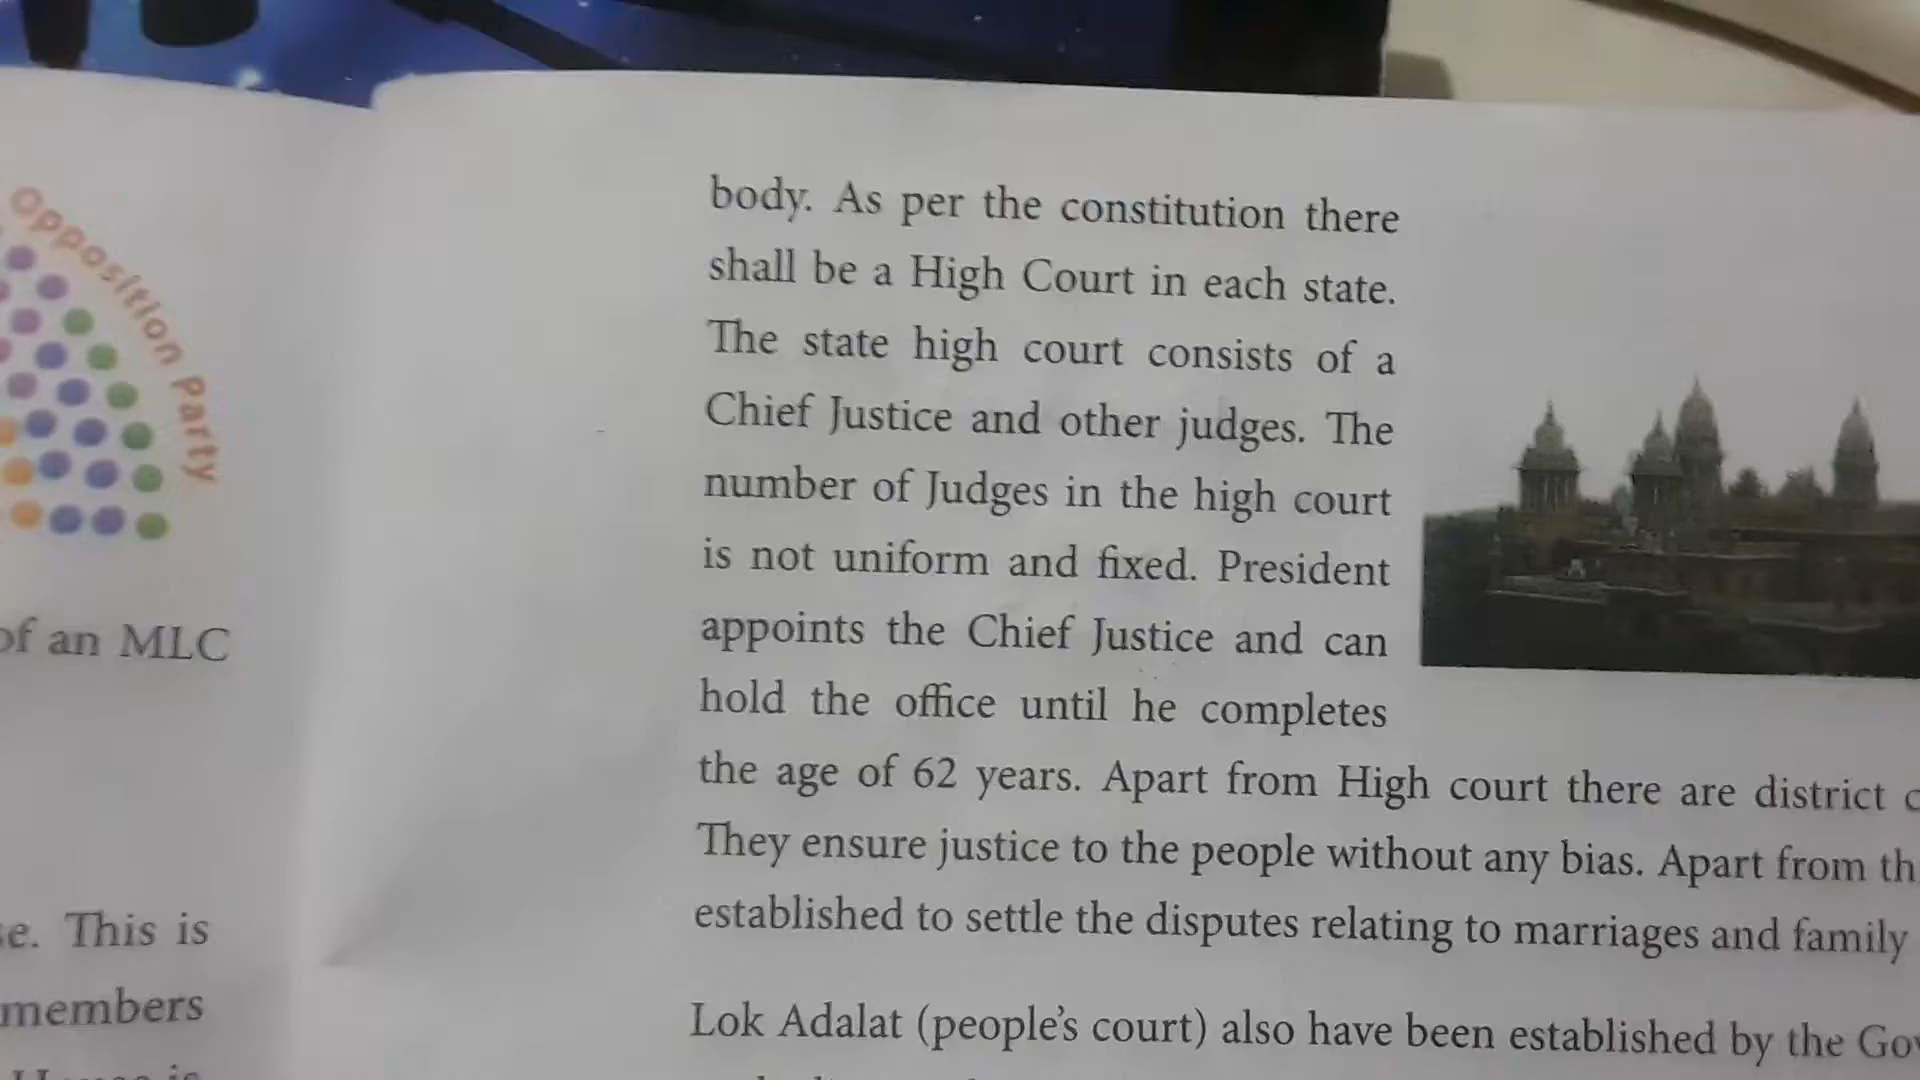 Opposition Party
of an MLC
This is
members
body. As per the constitution there
shall be a High Court in each state.
The state high court consists of a
Chief Justice and other judges. The
number of Judges in the high court
is not uniform and fixed. President
appoints the Chief Justice and can
hold the office until he completes
the age of 62 years. Apart from High court there are district
They ensure justice to the people without any bias. Apart from
established to settle the disputes relating to marriages and family
Lok Adalat (people's court) also have been established by the